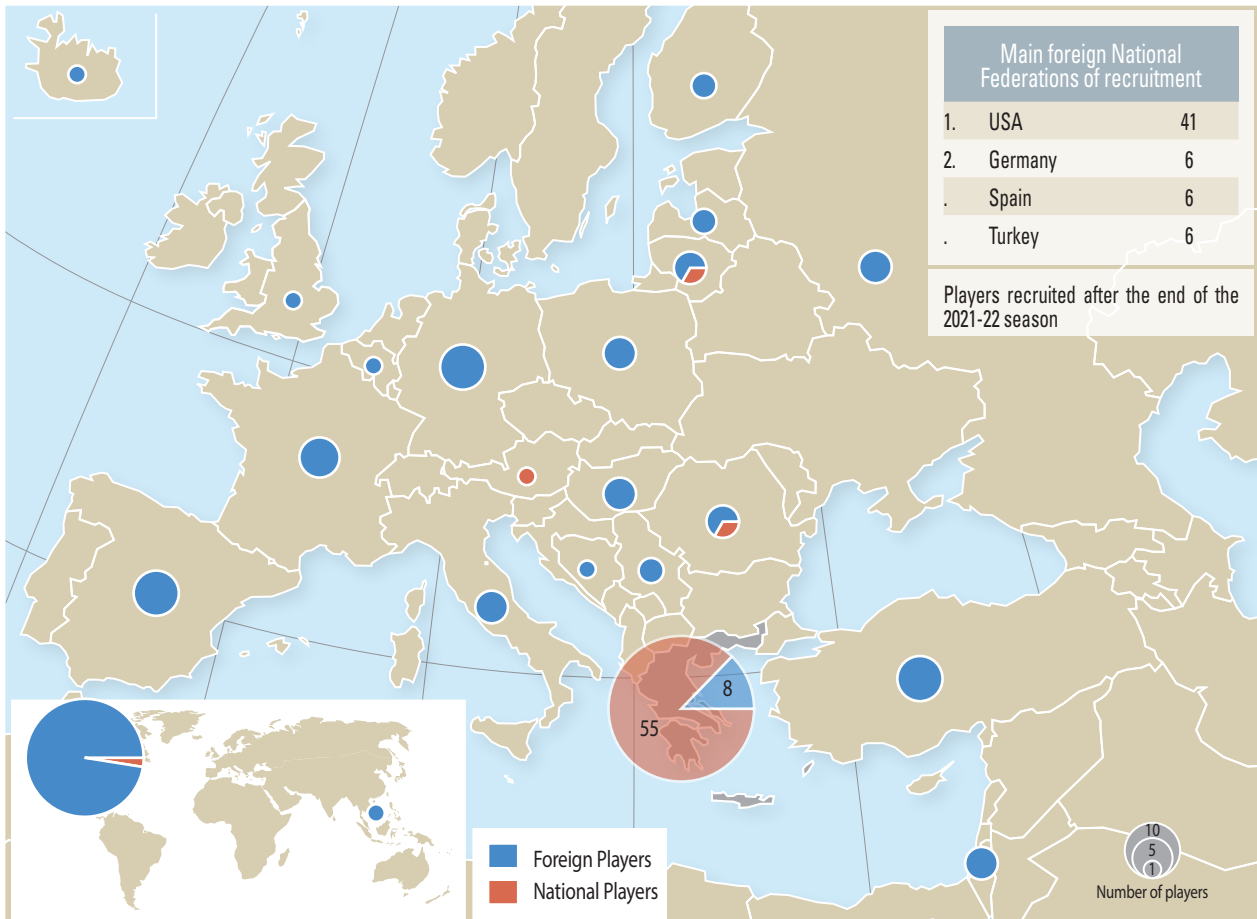 Main foreign National
Federations of recruitment
1. USA 41
2. Germany 6
. Spain 6
. Turkey 6
Players recruited after the end of the
2021-22 season
8
55
Foreign Players
National Players
10
5
1
Number of players